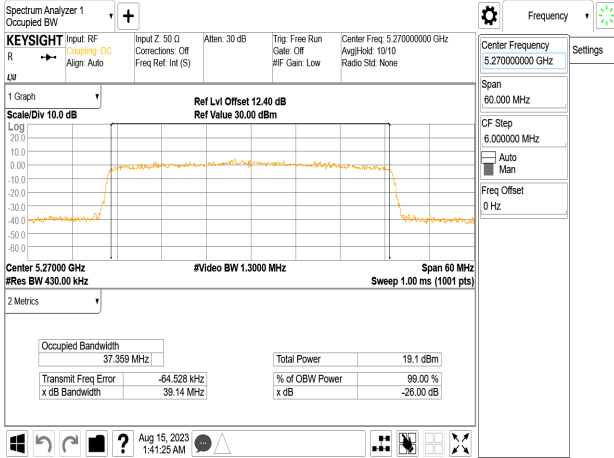 Spectrum Analyzer 1
Occupied BW
Frequency
KEYSIGHT
R
LXI
Input: RF
Coupling: DC
Align: Auto
Input Z: 50 Ω
Corrections: Off
Freq Ref: Int (S)
Atten: 30 dB
Trig: Free Run
Gate: Off
#IF Gain: Low
Center Freq: 5.270000000 GHz
Avg|Hold: 10/10
Radio Std: None
Center Frequency
5.270000000 GHz
Settings
Span
60.000 MHz
CF Step
6.000000 MHz
Auto
Man
Freq Offset
0 Hz
1 Graph
Scale/Div 10.0 dB
Ref Lvl Offset 12.40 dB
Ref Value 30.00 dBm
Log
20.0
10.0
0.00
-10.0
-20.0
-30.0
-40.0
-50.0
-60.0
Center 5.27000 GHz
#Video BW 1.3000 MHz
Span 60 MHz
#Res BW 430.00 kHz
Sweep 1.00 ms (1001 pts)
2 Metrics
Occupied Bandwidth
37.359 MHz
Total Power 19.1 dBm
Transmit Freq Error -64.528 kHz
% of OBW Power 99.00 %
x dB Bandwidth 39.14 MHz
x dB -26.00 dB
Aug 15, 2023
1:41:25 AM